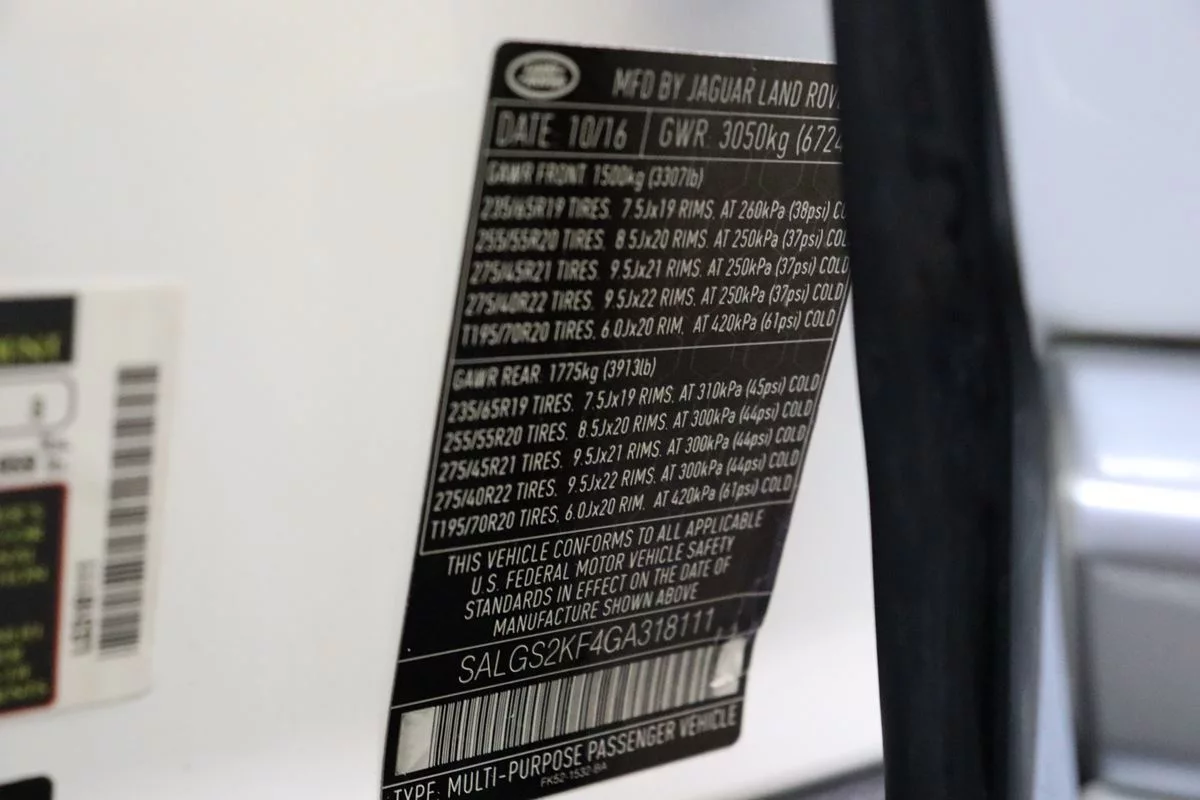 MFD BY JAGUAR LAND ROV
DATE 10/16 GWR 3050kg (6724
GAWR FRONT 1500kg (3307lb)
235/65R19 TIRES, 7.5Jx19 RIMS, AT 260kPa (38psi) CO
255/55R20 TIRES, 8.5Jx20 RIMS, AT 250kPa (37psi) COL
275/45R21 TIRES, 9.5Jx21 RIMS, AT 250kPa (37psi) COLD
275/40R22 TIRES, 9.5Jx22 RIMS, AT 250kPa (37psi) COLD
T195/70R20 TIRES, 6.0Jx20 RIM, AT 420kPa (61psi) COLD
GAWR REAR 1775kg (3913lb)
235/65R19 TIRES, 7.5Jx19 RIMS, AT 310kPa (45psi) COLD
255/55R20 TIRES, 8.5Jx20 RIMS, AT 300kPa (44psi) COLD
275/45R21 TIRES, 9.5Jx21 RIMS, AT 300kPa (44psi) COLD
275/40R22 TIRES, 9.5Jx22 RIMS, AT 300kPa (44psi) COLD
T195/70R20 TIRES, 6.0Jx20 RIM, AT 420kPa (61psi) COLD
THIS VEHICLE CONFORMS TO ALL APPLICABLE
U.S. FEDERAL MOTOR VEHICLE SAFETY
STANDARDS IN EFFECT ON THE DATE OF
MANUFACTURE SHOWN ABOVE
SALGS2KF4GA318111
TYPE: MULTI-PURPOSE PASSENGER VEHICLE
FK52-1532-BA